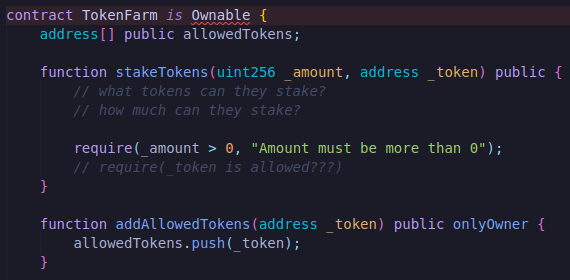 contract TokenFarm is Ownable {
    address[] public allowedTokens;

    function stakeTokens(uint256 _amount, address _token) public {
        // what tokens can they stake?
        // how much can they stake?

        require(_amount > 0, "Amount must be more than 0");
        // require(_token is allowed???)
    }

    function addAllowedTokens(address _token) public onlyOwner {
        allowedTokens.push(_token);
    }